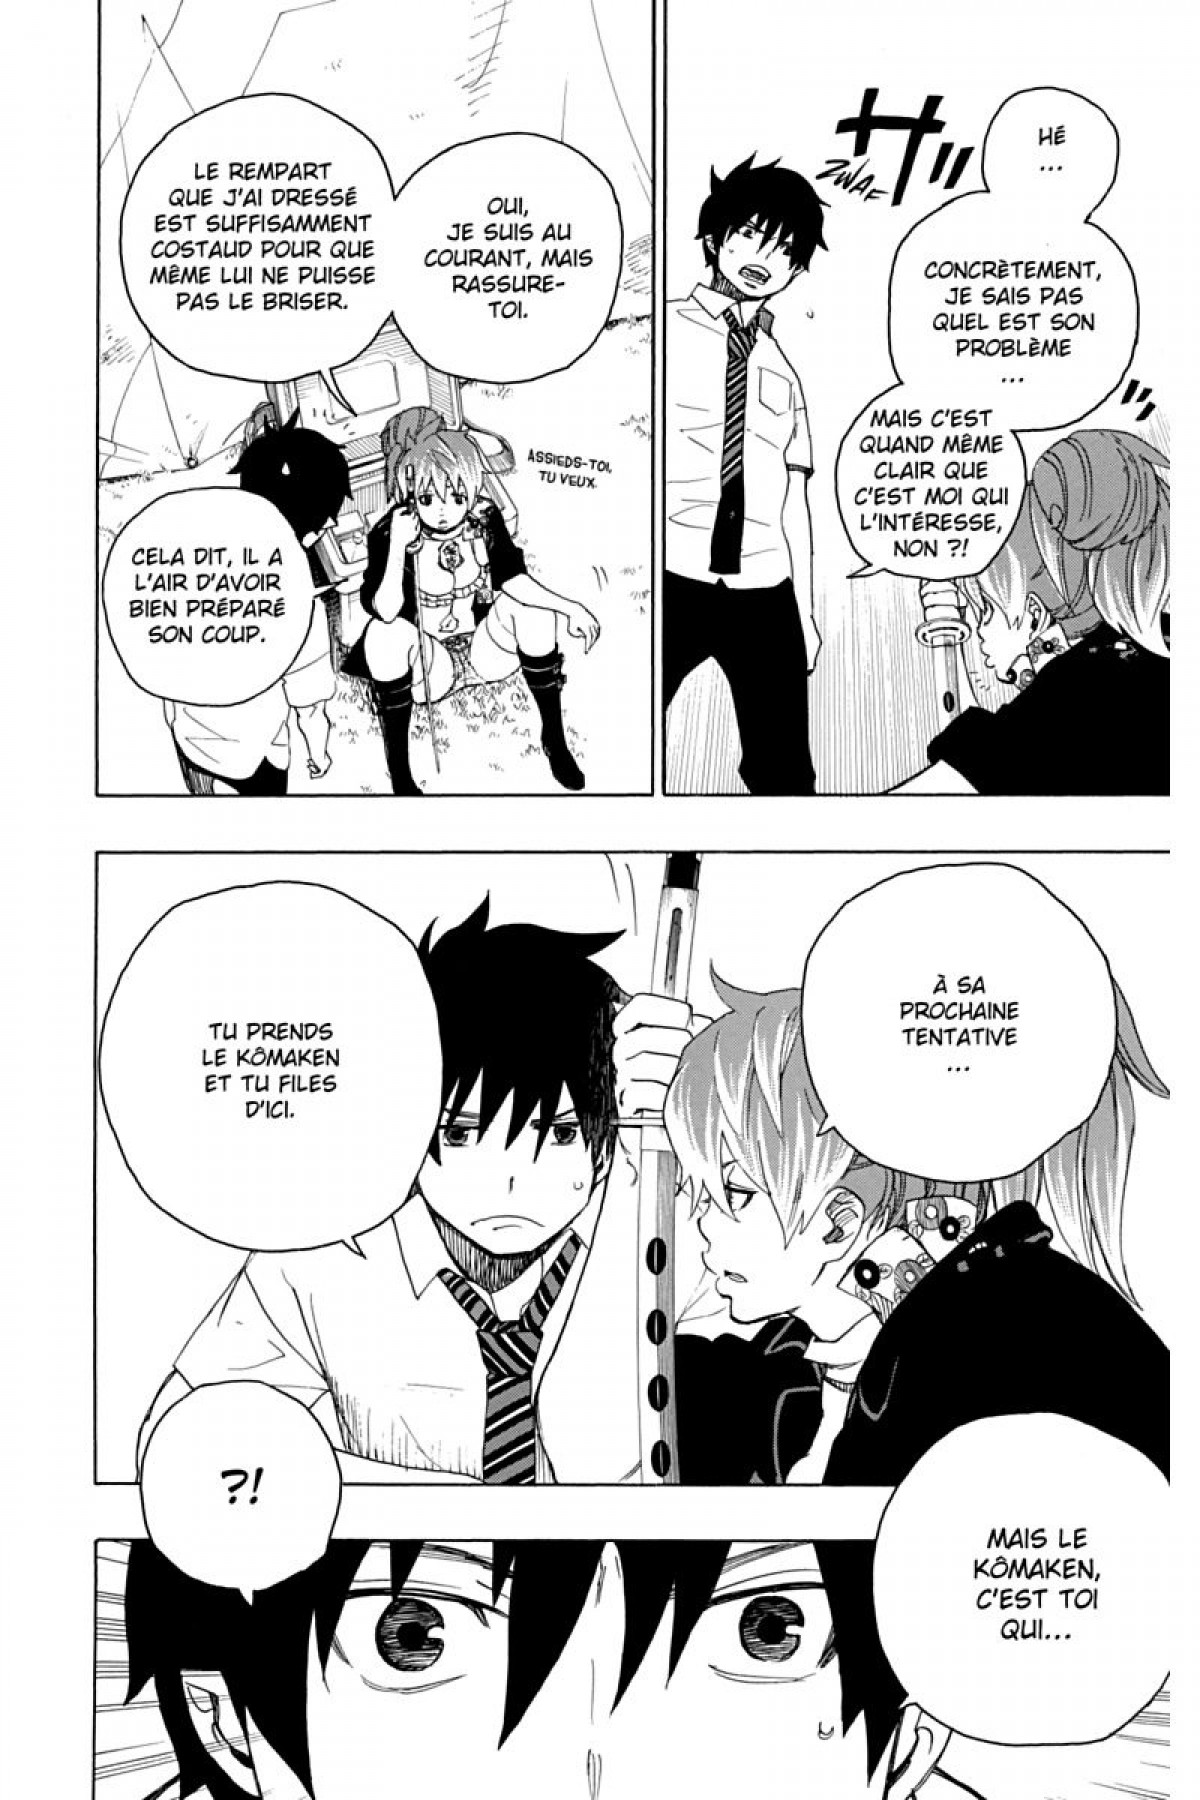 HÉ
...
CONCRÈTEMENT,
JE SAIS PAS
QUEL EST SON
PROBLÈME
...
MAIS C'EST
QUAND MÊME
CLAIR QUE
C'EST MOI QUI
L'INTÉRESSE,
NON ?!
ZWAF
OUI,
JE SUIS AU
COURANT, MAIS
RASSURE-
TOI.
LE REMPART
QUE J'AI DRESSÉ
EST SUFFISAMMENT
COSTAUD POUR QUE
MÊME LUI NE PUISSE
PAS LE BRISER.
ASSIEDS-TOI,
TU VEUX.
CELA DIT, IL A
L'AIR D'AVOIR
BIEN PRÉPARÉ
SON COUP.
À SA
PROCHAINE
TENTATIVE
...
TU PRENDS
LE KÔMAKEN
ET TU FILES
D'ICI.
?!
MAIS LE
KÔMAKEN,
C'EST TOI
QUI...